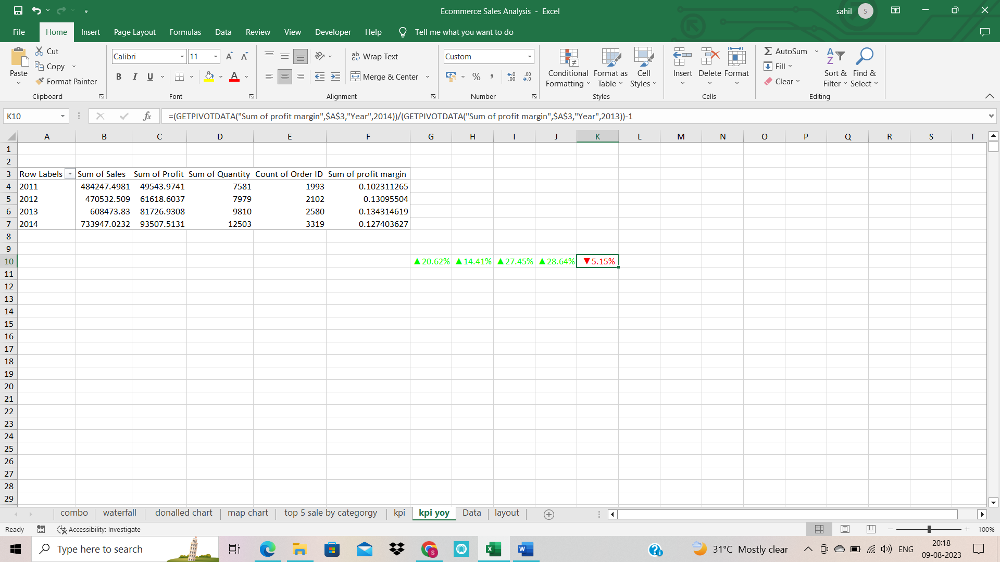 Ecommerce Sales Analysis - Excel
sahil S
File Home Insert Page Layout Formulas Data Review View Developer Help Tell me what you want to do
Paste
Cut
Copy
Format Painter
Clipboard
Calibri 11
B I U
Font
Wrap Text
Merge & Center
Alignment
Custom
Number
Conditional Formatting
Format as Table
Cell Styles
Styles
Insert Delete Format
Cells
AutoSum
Fill
Clear
Sort & Filter
Find & Select
Editing
K10 fx =(GETPIVOTDATA("Sum of profit margin",$A$3,"Year",2014))/(GETPIVOTDATA("Sum of profit margin",$A$3,"Year",2013))-1
A B C D E F G H I J K L M N O P Q R S T
1
2
3 Row Labels Sum of Sales Sum of Profit Sum of Quantity Count of Order ID Sum of profit margin
4 2011 484247.4981 49543.9741 7581 1993 0.102311265
5 2012 470532.509 61618.6037 7979 2102 0.13095504
6 2013 608473.83 81726.9308 9810 2580 0.134314619
7 2014 733947.0232 93507.5131 12503 3319 0.127403627
8
9
10 ▲20.62% ▲14.41% ▲27.45% ▲28.64% ▼5.15%
11
12
13
14
15
16
17
18
19
20
21
22
23
24
25
26
27
28
29
combo waterfall donalled chart map chart top 5 sale by categorgy kpi kpi yoy Data layout
Ready Accessibility: Investigate 100%
Type here to search
31°C Mostly clear
ENG
20:18
09-08-2023